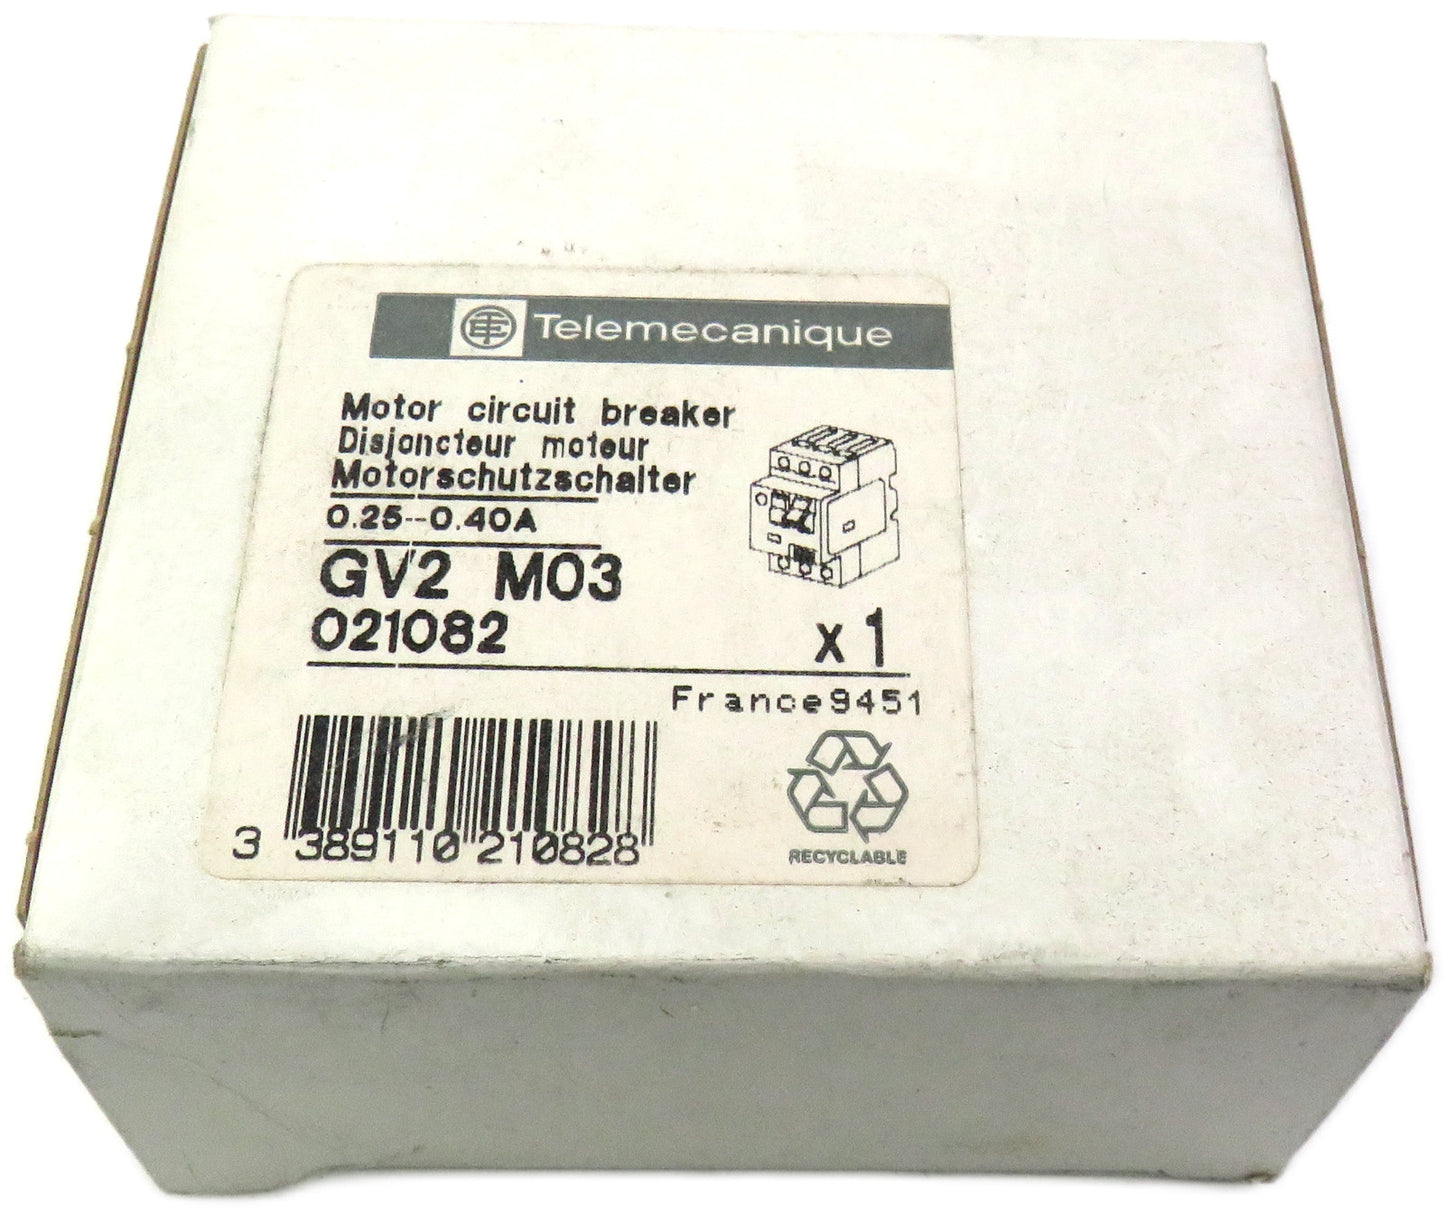 Telemecanique
Motor circuit breaker
Disjoncteur moteur
Motorschutzschalter
0.25--0.40A
GV2 M03
021082
x 1
France9451
3 389110 210828
RECYCLABLE